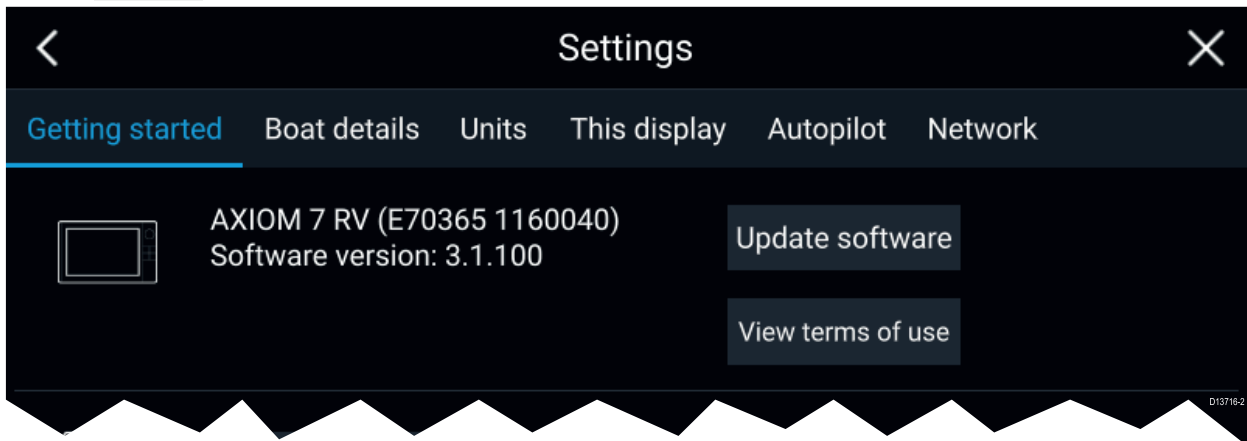 Settings
Getting started Boat details Units This display Autopilot Network
AXIOM 7 RV (E70365 1160040)
Software version: 3.1.100
Update software
View terms of use
D13716-2